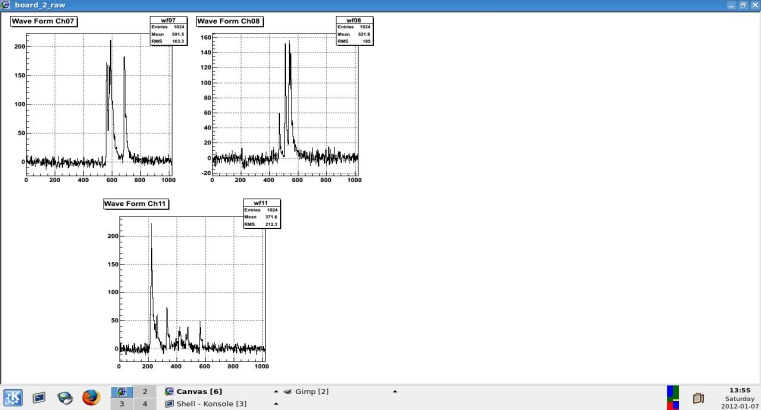 board_2_raw
Wave Form Ch07
wf07
Entries 1024
Mean 591.5
RMS 163.3
200
150
100
50
0
0 200 400 600 800 1000
Wave Form Ch08
wf08
Entries 1024
Mean 521.8
RMS 185
160
140
120
100
80
60
40
20
0
-20
0 200 400 600 800 1000
Wave Form Ch11
wf11
Entries 1024
Mean 371.6
RMS 212.3
200
150
100
50
0
0 200 400 600 800 1000
2
3 4
Canvas [6]
Gimp [2]
Shell - Konsole [3]
13:55
Saturday
2012-01-07